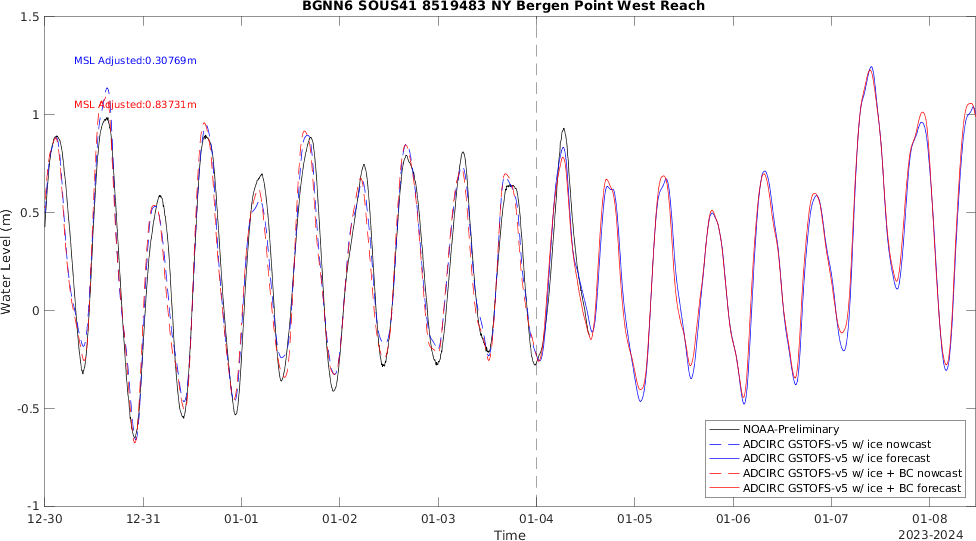 BGNN6 SOUS41 8519483 NY Bergen Point West Reach
MSL Adjusted:0.30769m
MSL Adjusted:0.83731m
Water Level (m)
1.5
1
0.5
0
-0.5
-1
NOAA-Preliminary
ADCIRC GSTOFS-v5 w/ ice nowcast
ADCIRC GSTOFS-v5 w/ ice forecast
ADCIRC GSTOFS-v5 w/ ice + BC nowcast
ADCIRC GSTOFS-v5 w/ ice + BC forecast
12-30 12-31 01-01 01-02 01-03 01-04 01-05 01-06 01-07 01-08
Time
2023-2024